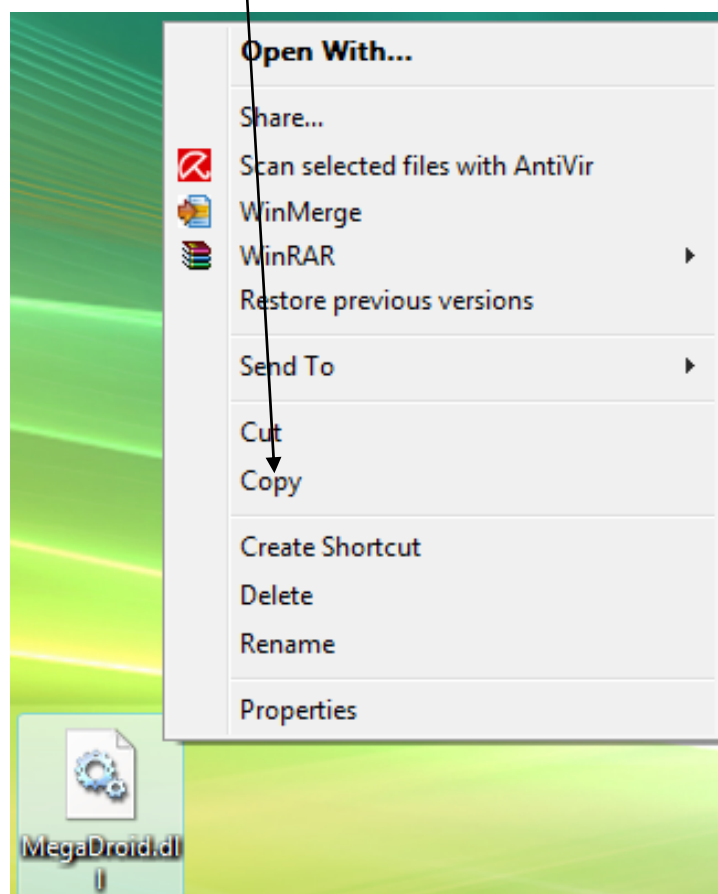 Open With...
Share...
Scan selected files with AntiVir
WinMerge
WinRAR
Restore previous versions
Send To
Cut
Copy
Create Shortcut
Delete
Rename
Properties
MegaDroid.dl
l